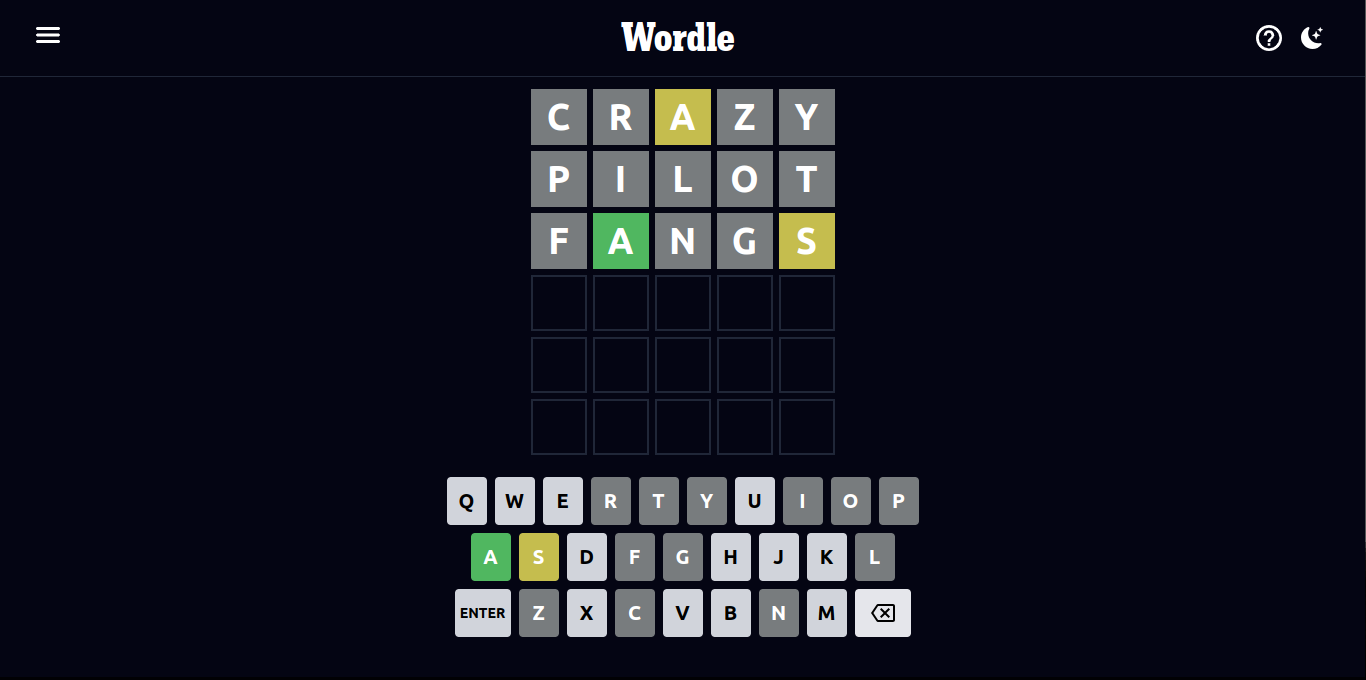 Wordle
C R A Z Y
P I L O T
F A N G S
Q W E R T Y U I O P
A S D F G H J K L
ENTER Z X C V B N M